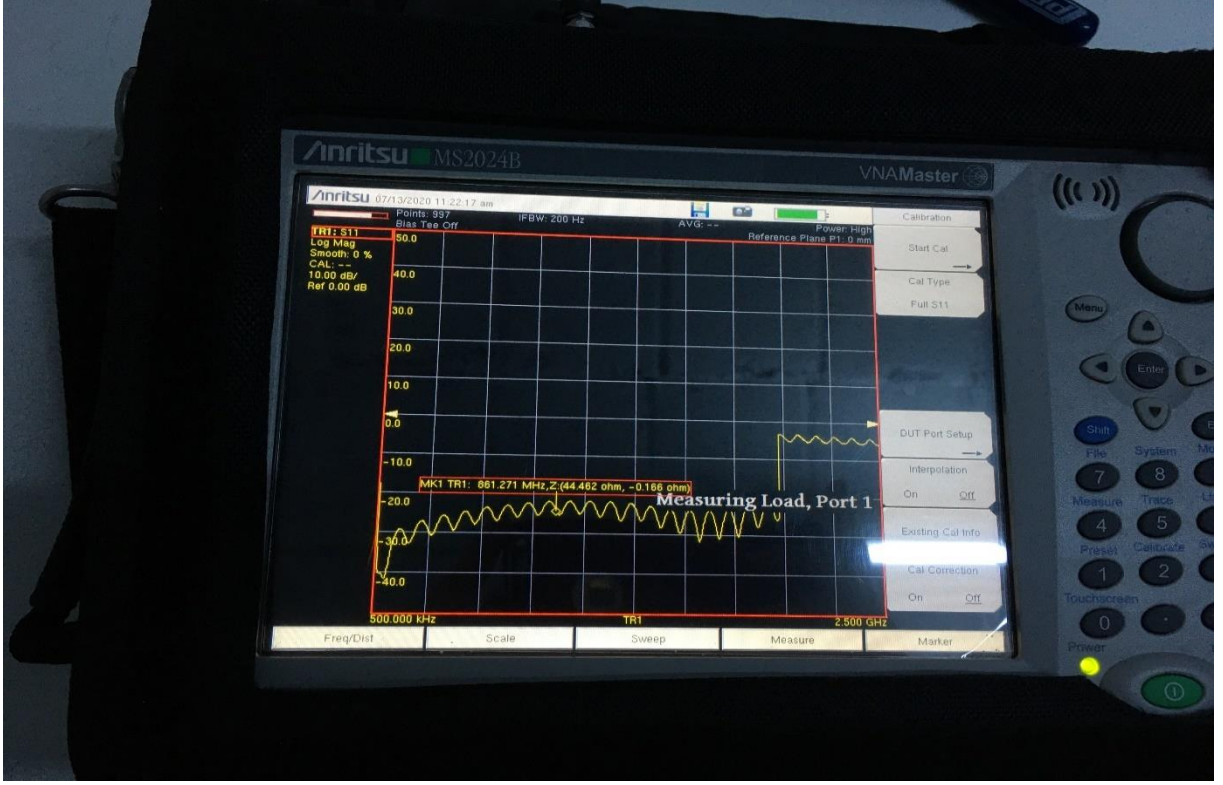 Anritsu MS2024B
VNAMaster
Anritsu 07/13/2020 11:22:17 am
Points: 997
IFBW: 200 Hz
AVG: --
Power: High
Bias Tee Off
Reference Plane P1: 0 mm
TR1: S11
Log Mag
Smooth: 0 %
CAL: --
10.00 dB/
Ref 0.00 dB
50.0
40.0
30.0
20.0
10.0
0.0
-10.0
-20.0
-30.0
-40.0
MK1 TR1: 861.271 MHz,Z:(44.462 ohm, -0.166 ohm)
Measuring Load, Port 1
500.000 kHz
TR1
2.500 GHz
Calibration
Start Cal
Cal Type
Full S11
DUT Port Setup
Interpolation
On Off
Existing Cal Info
Cal Correction
On Off
Freq/Dist
Scale
Sweep
Measure
Marker
Menu
Enter
Shift
File
System
7
8
Measure
Trace
4
5
Preset
Calibrate
1
2
Touchscreen
0
.
Power